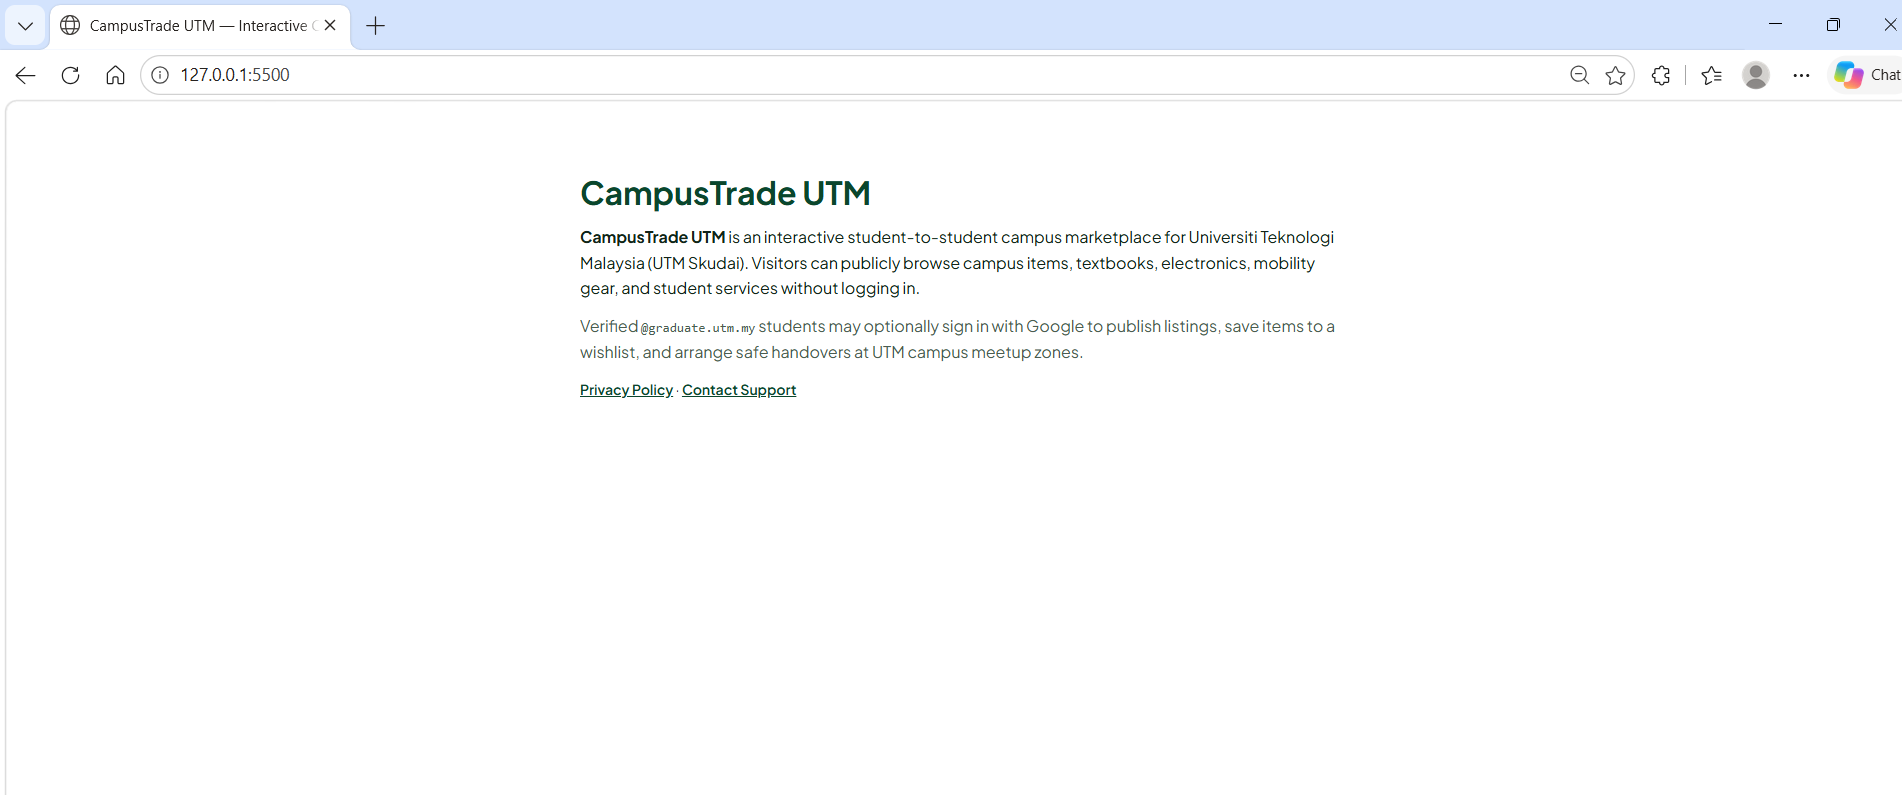 CampusTrade UTM — Interactive
127.0.0.1:5500
Chat
CampusTrade UTM
CampusTrade UTM is an interactive student-to-student campus marketplace for Universiti Teknologi
Malaysia (UTM Skudai). Visitors can publicly browse campus items, textbooks, electronics, mobility
gear, and student services without logging in.
Verified @graduate.utm.my students may optionally sign in with Google to publish listings, save items to a
wishlist, and arrange safe handovers at UTM campus meetup zones.
Privacy Policy · Contact Support